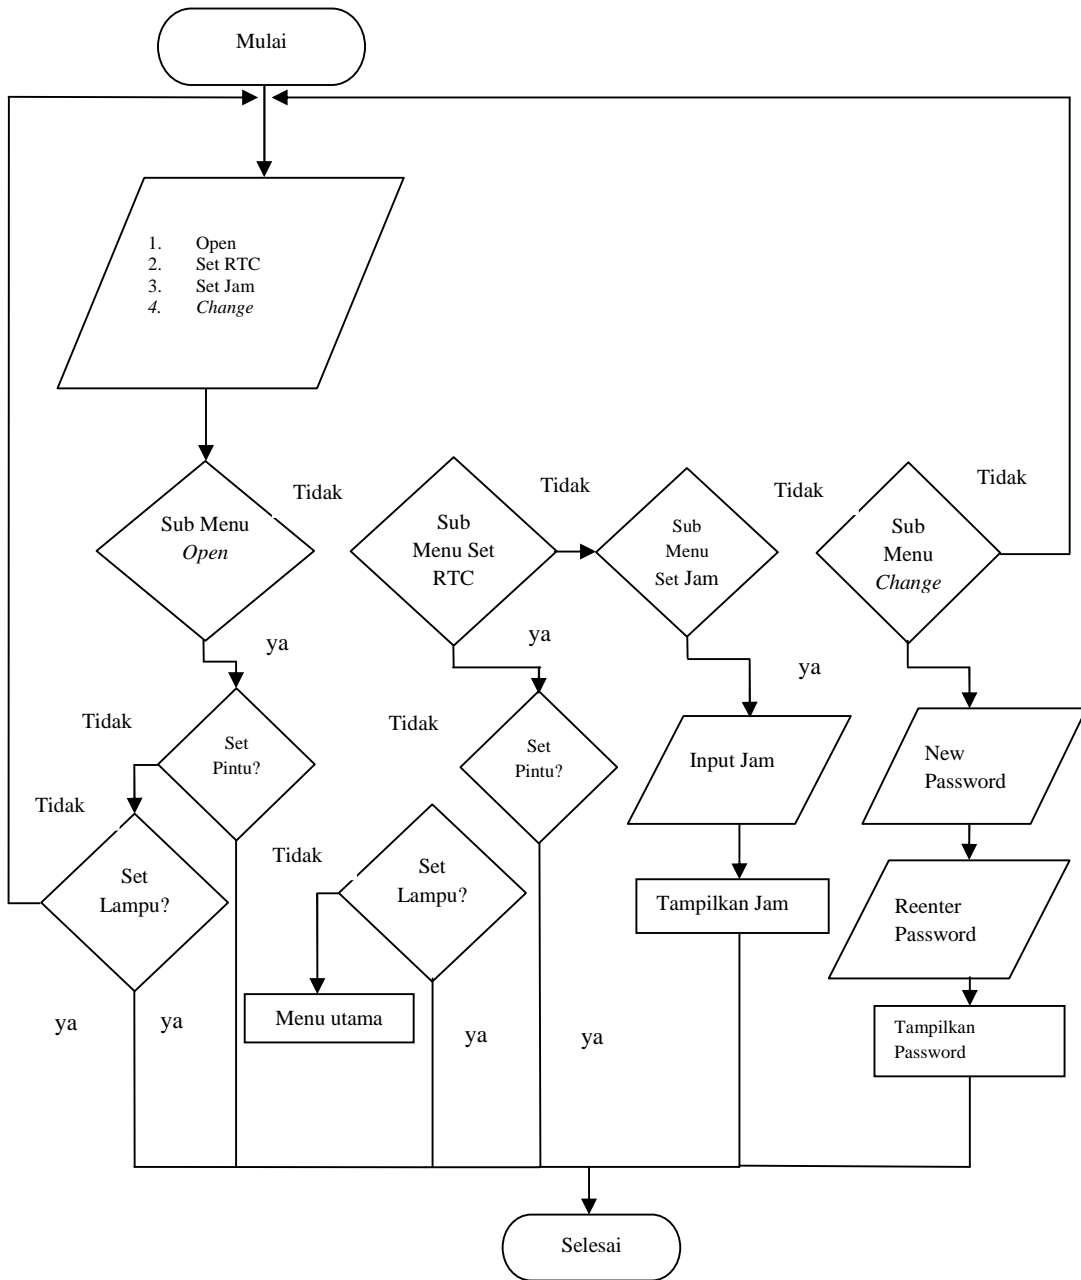 Mulai
1. Open
2. Set RTC
3. Set Jam
4. Change
Tidak
Tidak
Tidak
Tidak
Sub Menu
Open
Sub
Menu Set
RTC
Sub
Menu
Set Jam
Sub
Menu
Change
ya
ya
ya
Tidak
Set
Pintu?
Tidak
Set
Pintu?
Input Jam
New
Password
Tidak
Set
Lampu?
Tidak
Set
Lampu?
Tampilkan Jam
Reenter
Password
ya
ya
Menu utama
ya
ya
Tampilkan
Password
Selesai